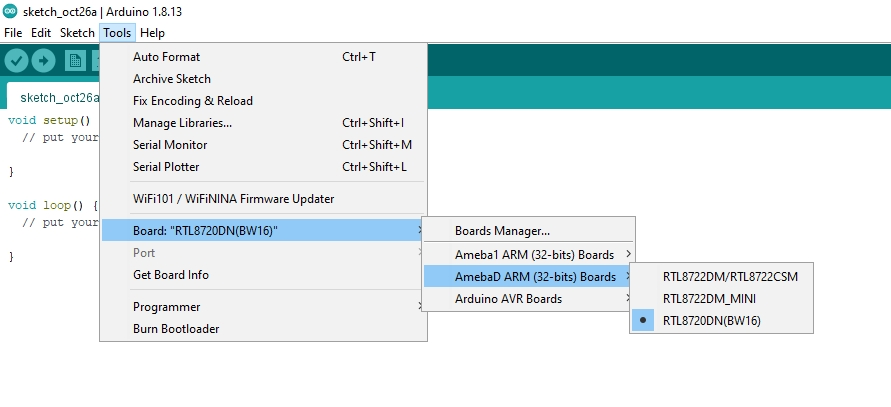 sketch_oct26a | Arduino 1.8.13
File Edit Sketch Tools Help
sketch_oct26a
void setup()
// put your
}
void loop() {
// put your
}
Auto Format Ctrl+T
Archive Sketch
Fix Encoding & Reload
Manage Libraries... Ctrl+Shift+I
Serial Monitor Ctrl+Shift+M
Serial Plotter Ctrl+Shift+L
WiFi101 / WiFiNINA Firmware Updater
Board: "RTL8720DN(BW16)"
Port
Get Board Info
Programmer
Burn Bootloader
Boards Manager...
Ameba1 ARM (32-bits) Boards
AmebaD ARM (32-bits) Boards
Arduino AVR Boards
RTL8722DM/RTL8722CSM
RTL8722DM_MINI
RTL8720DN(BW16)